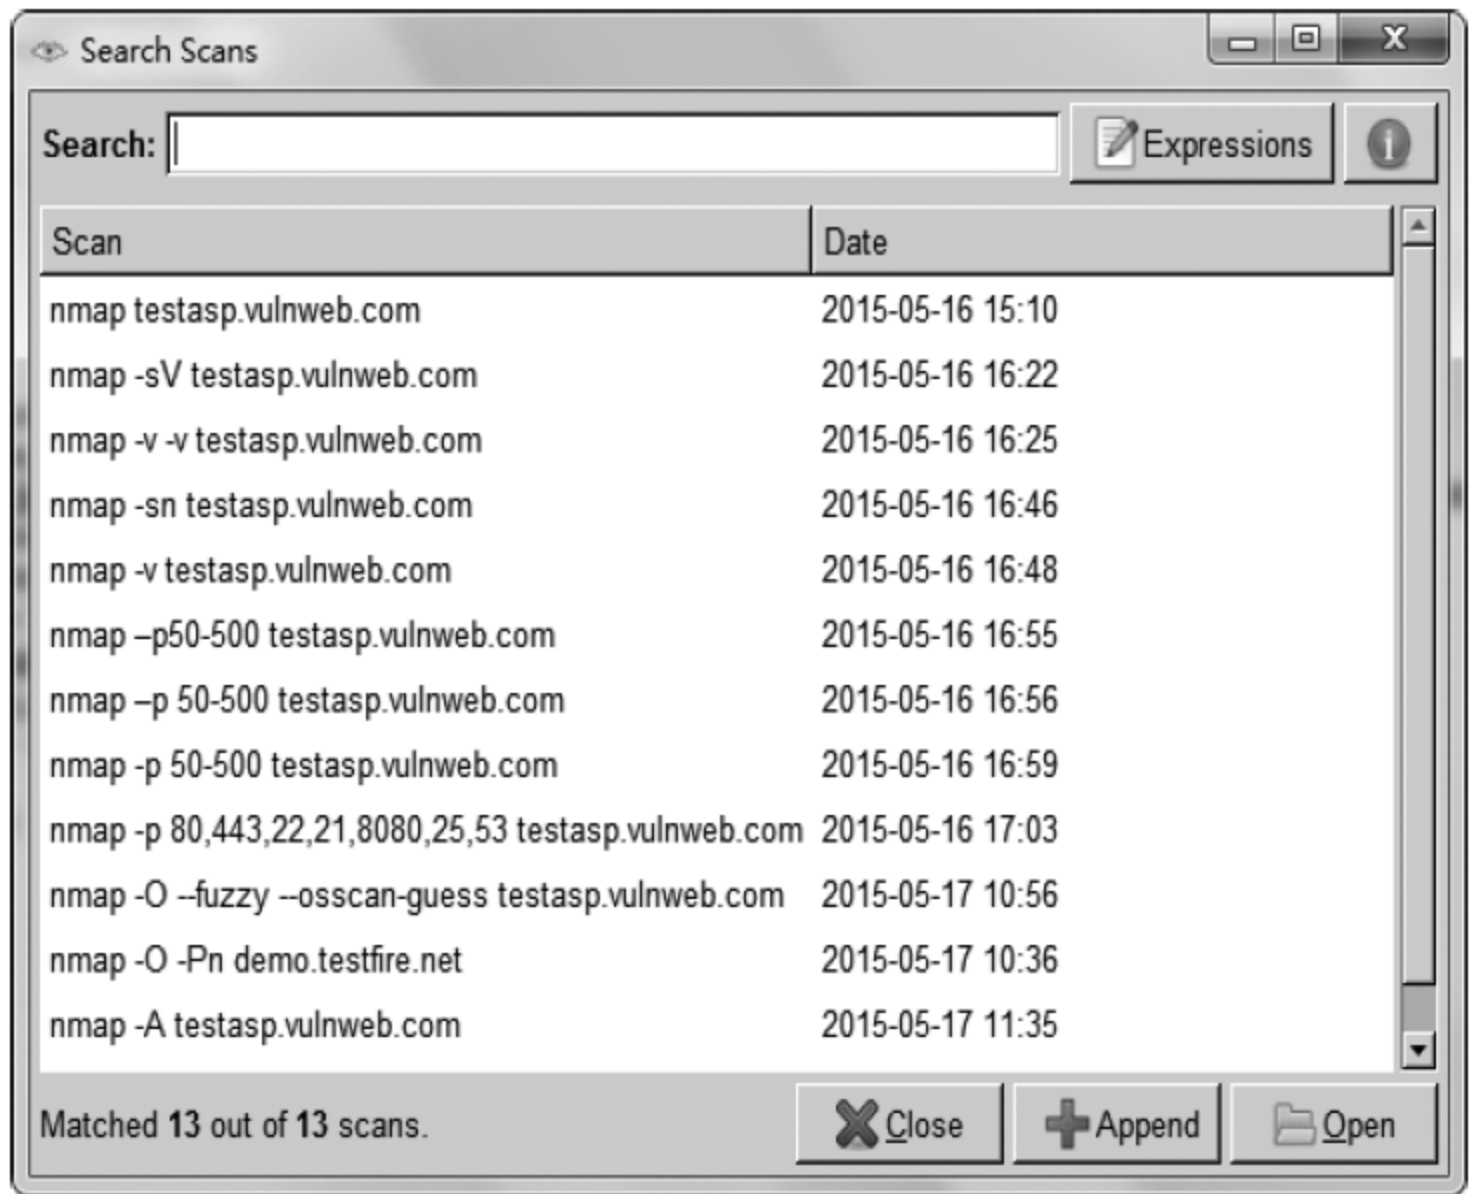 Search Scans
Search:
Expressions
Scan Date
nmap testasp.vulnweb.com 2015-05-16 15:10
nmap -sV testasp.vulnweb.com 2015-05-16 16:22
nmap -v -v testasp.vulnweb.com 2015-05-16 16:25
nmap -sn testasp.vulnweb.com 2015-05-16 16:46
nmap -v testasp.vulnweb.com 2015-05-16 16:48
nmap –p50-500 testasp.vulnweb.com 2015-05-16 16:55
nmap –p 50-500 testasp.vulnweb.com 2015-05-16 16:56
nmap -p 50-500 testasp.vulnweb.com 2015-05-16 16:59
nmap -p 80,443,22,21,8080,25,53 testasp.vulnweb.com 2015-05-16 17:03
nmap -O --fuzzy --osscan-guess testasp.vulnweb.com 2015-05-17 10:56
nmap -O -Pn demo.testfire.net 2015-05-17 10:36
nmap -A testasp.vulnweb.com 2015-05-17 11:35
Matched 13 out of 13 scans.
Close Append Open